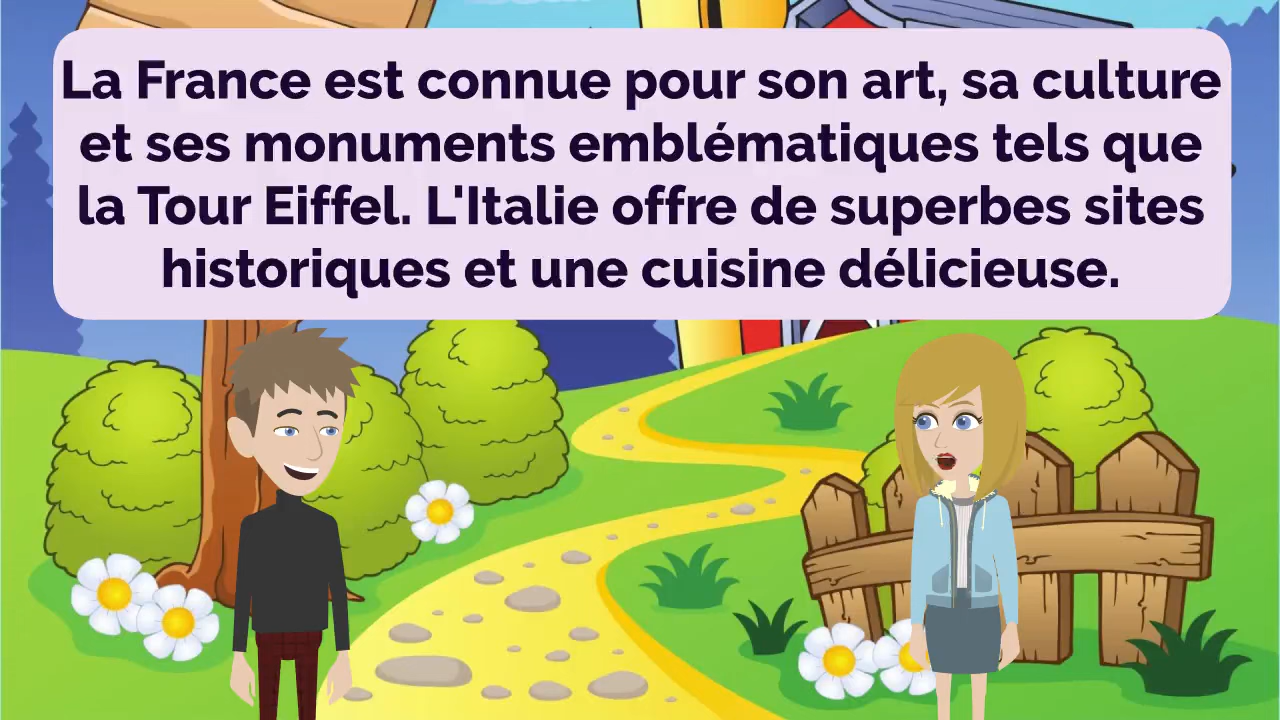 La France est connue pour son art, sa culture
et ses monuments emblématiques tels que
la Tour Eiffel. L'Italie offre de superbes sites
historiques et une cuisine délicieuse.